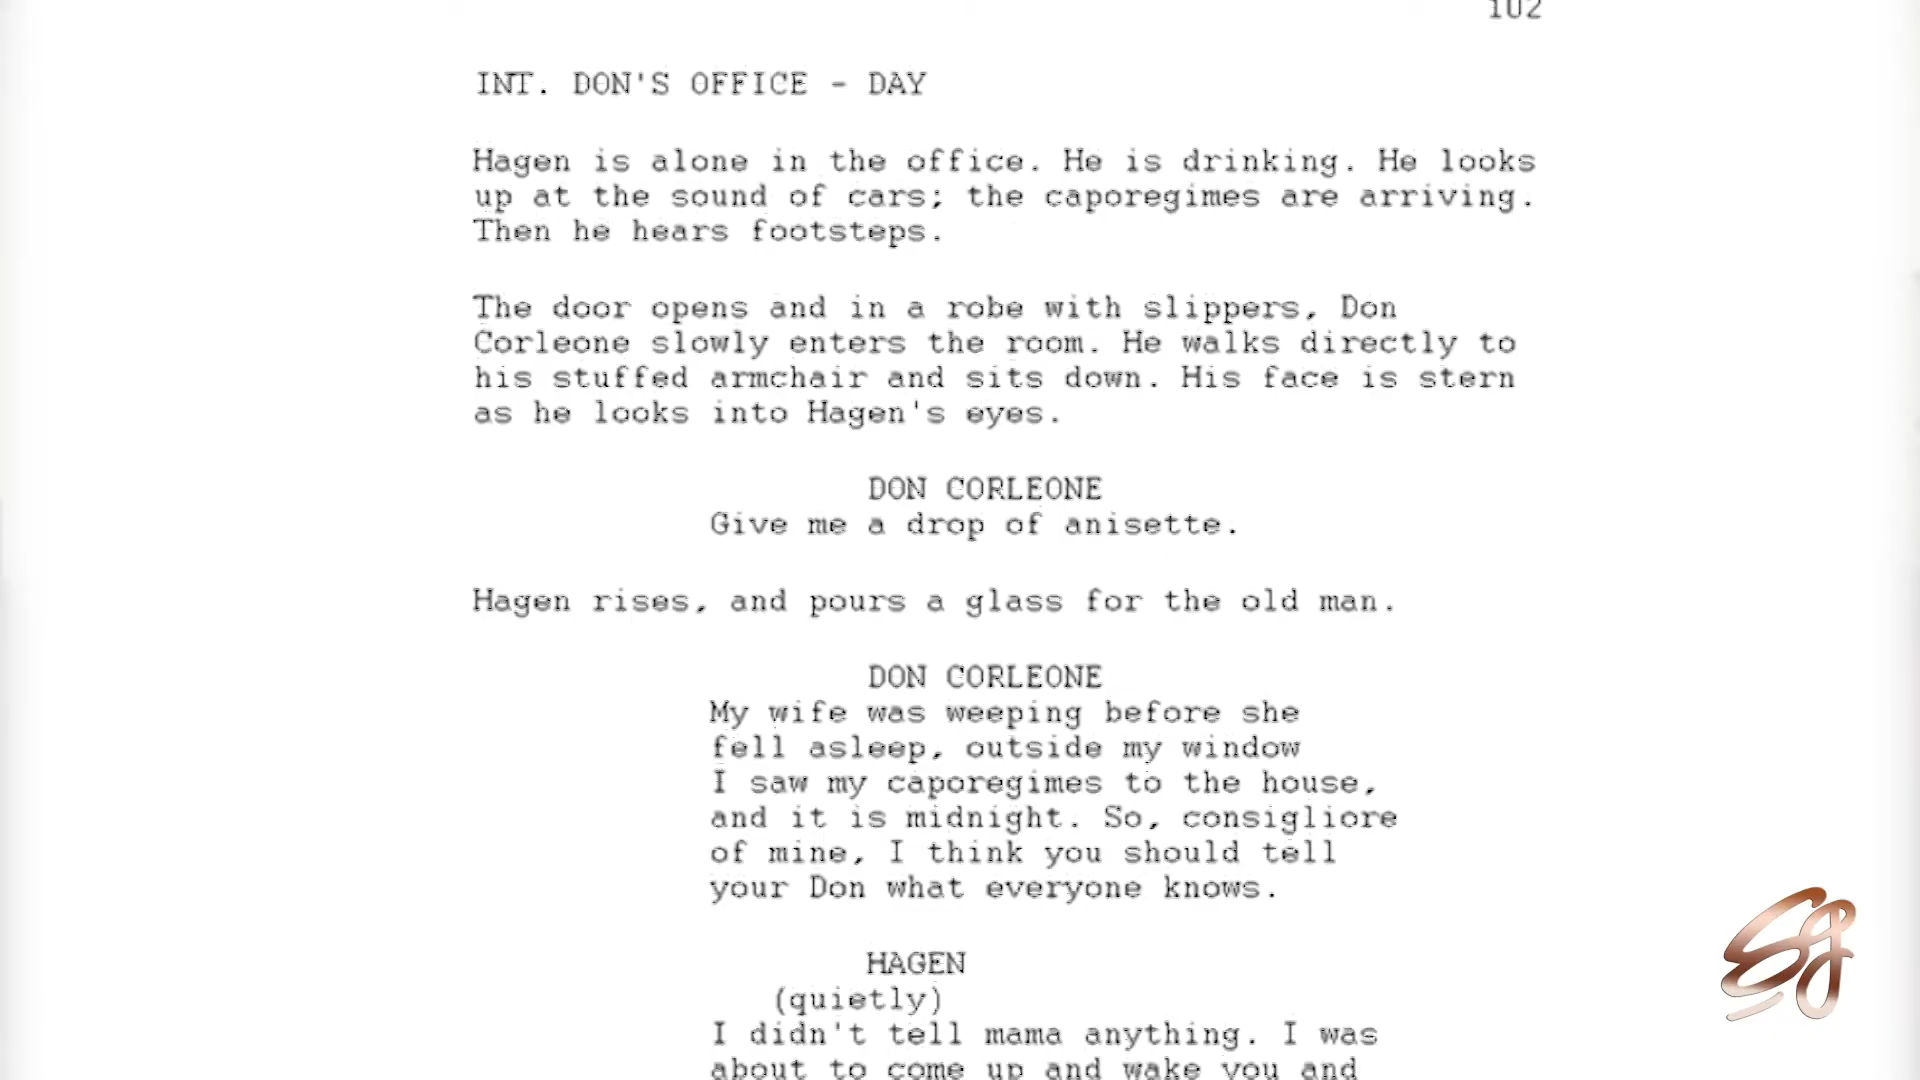 102
INT. DON'S OFFICE - DAY
Hagen is alone in the office. He is drinking. He looks
up at the sound of cars; the caporegimes are arriving.
Then he hears footsteps.
The door opens and in a robe with slippers, Don
Corleone slowly enters the room. He walks directly to
his stuffed armchair and sits down. His face is stern
as he looks into Hagen's eyes.
DON CORLEONE
Give me a drop of anisette.
Hagen rises, and pours a glass for the old man.
DON CORLEONE
My wife was weeping before she
fell asleep, outside my window
I saw my caporegimes to the house,
and it is midnight. So, consigliore
of mine, I think you should tell
your Don what everyone knows.
HAGEN
(quietly)
I didn't tell mama anything. I was
about to come up and wake you and
SG